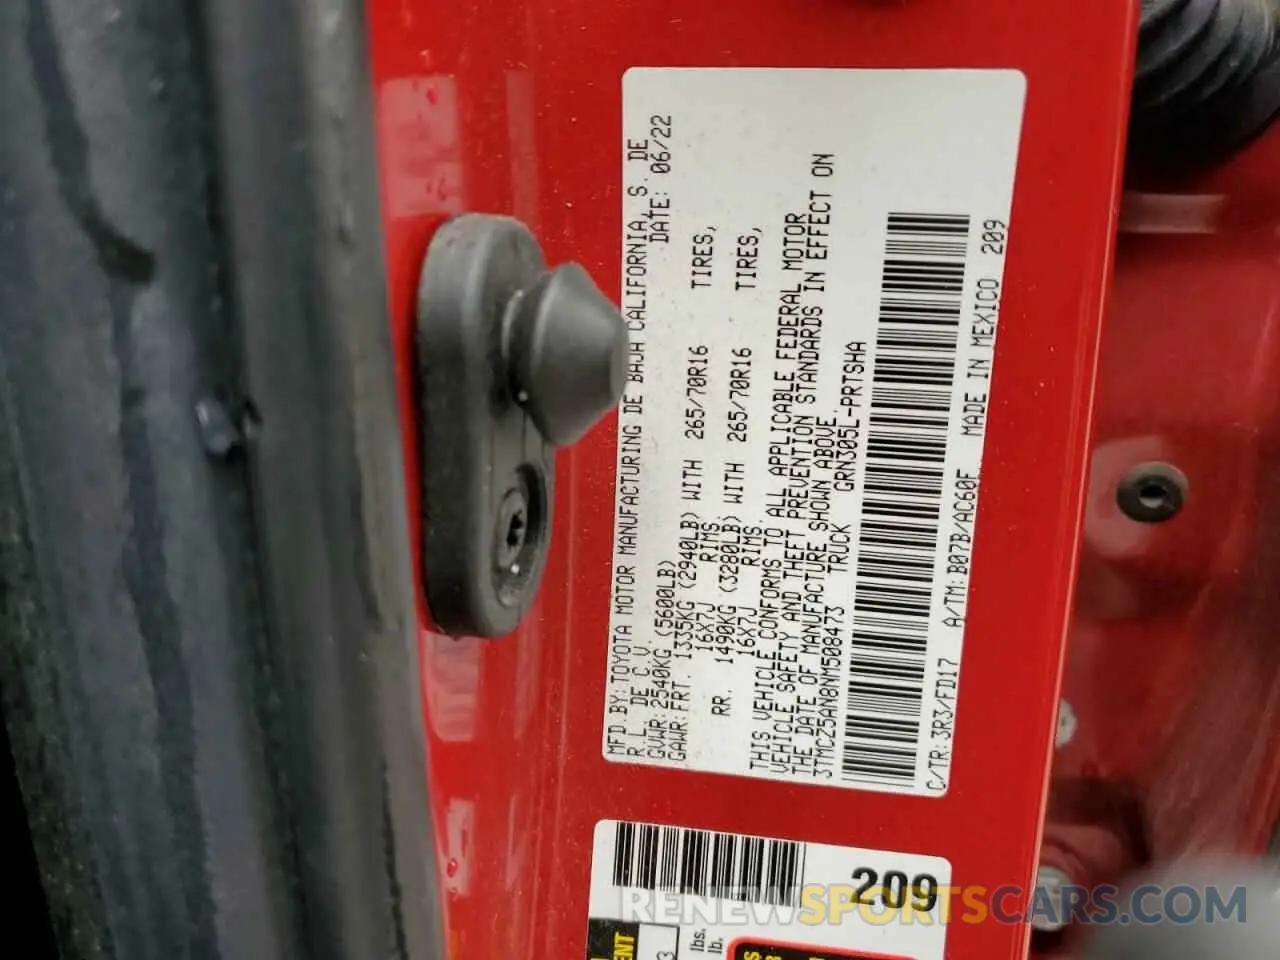 MFD.BY:TOYOTA MOTOR MANUFACTURING DE BAJA CALIFORNIA, S. DE
R.L. DE C.V. DATE: 06/22
GVWR:2540KG (5600LB)
GAWR:FRT. 1335KG (2940LB) WITH 265/70R16 TIRES,
16X7J RIMS.
RR. 1490KG (3280LB) WITH 265/70R16 TIRES,
16X7J RIMS.
THIS VEHICLE CONFORMS TO ALL APPLICABLE FEDERAL MOTOR
VEHICLE SAFETY AND THEFT PREVENTION STANDARDS IN EFFECT ON
THE DATE OF MANUFACTURE SHOWN ABOVE.
3TMCZ5AN8NM508473 TRUCK GRN305L-PRTSHA
C/TR:3R3/FD17 A/TM:B07B/AC60F MADE IN MEXICO 209
209
3 lbs.
lb.
RENEWSPORTSCARS.COM